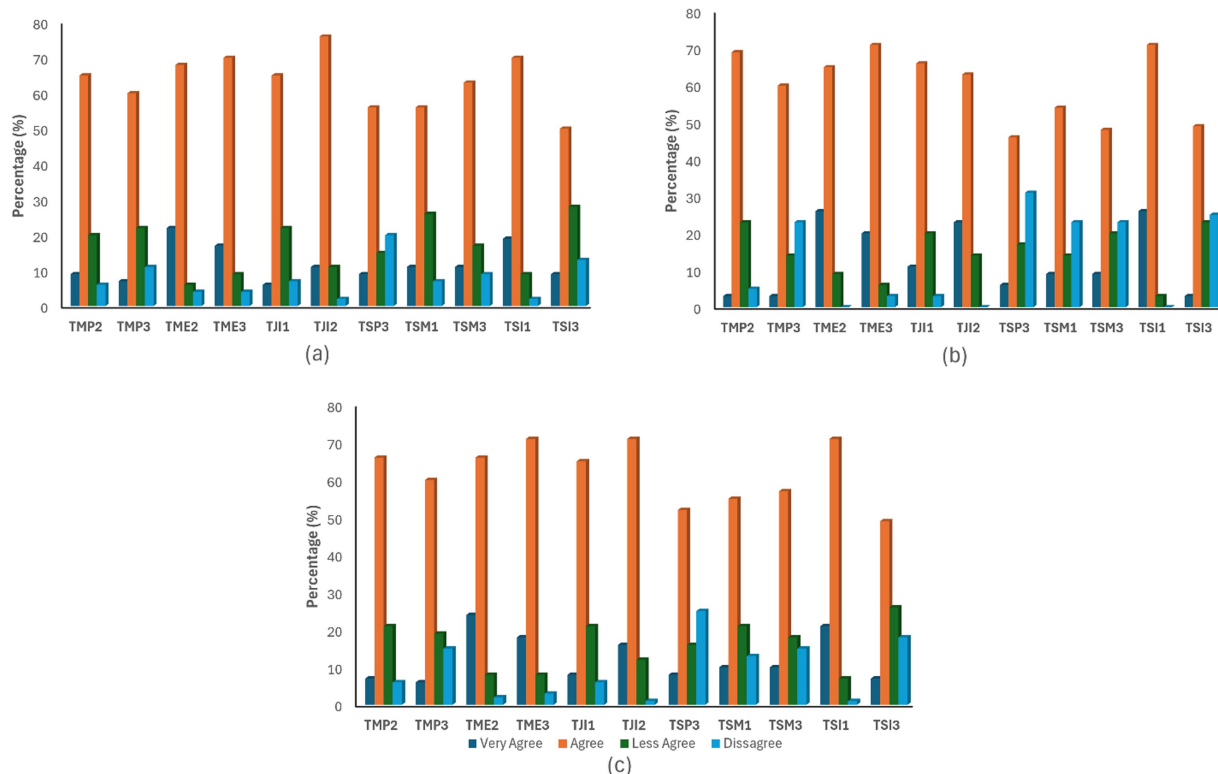 80
70
60
50
40
30
20
10
0
Percentage (%)
TMP2 TMP3 TME2 TME3 TJI1 TJI2 TSP3 TSM1 TSM3 TSI1 TSI3
(a)
80
70
60
50
40
30
20
10
0
Percentage (%)
TMP2 TMP3 TME2 TME3 TJI1 TJI2 TSP3 TSM1 TSM3 TSI1 TSI3
(b)
80
70
60
50
40
30
20
10
0
Percentage (%)
TMP2 TMP3 TME2 TME3 TJI1 TJI2 TSP3 TSM1 TSM3 TSI1 TSI3
Very Agree Agree Less Agree Dissagree
(c)